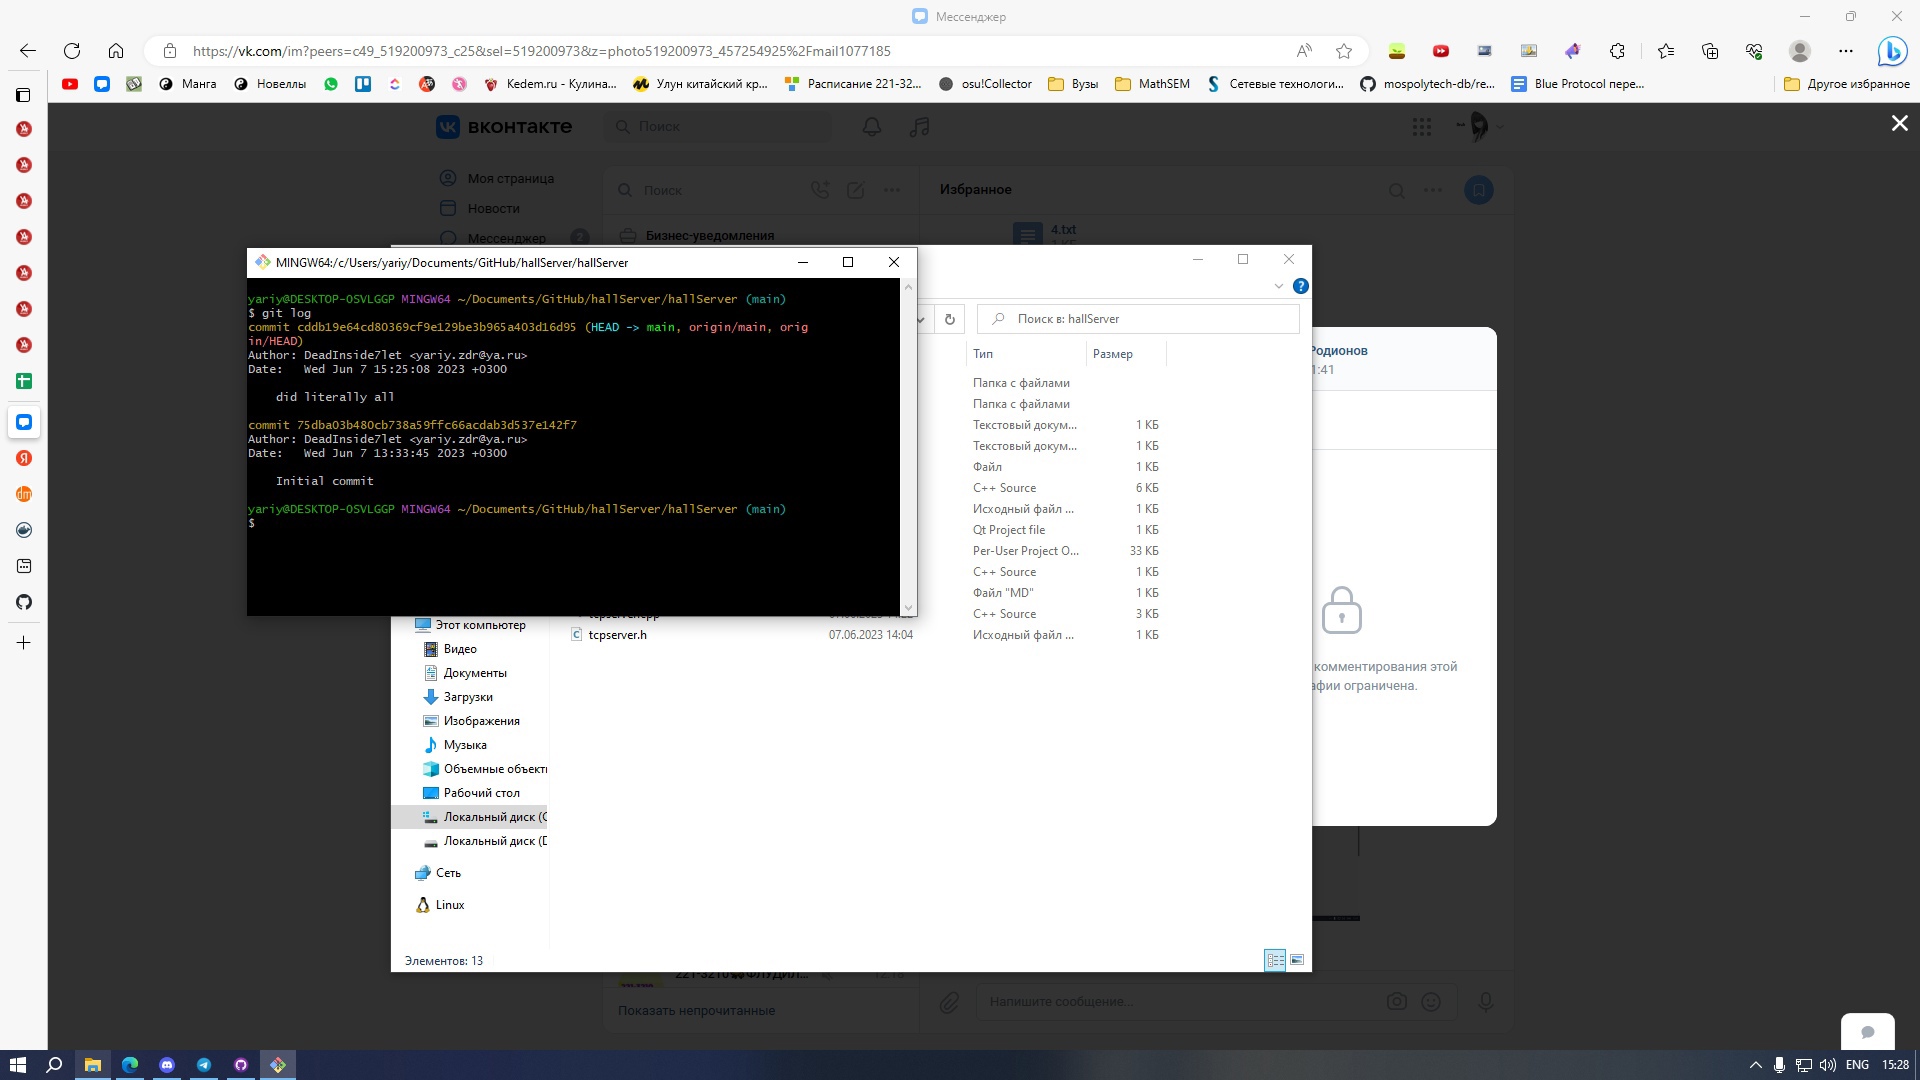 Мессенджер
https://vk.com/im?peers=c49_519200973_c25&sel=519200973&z=photo519200973_457254925%2Fmail1077185
Манга
Новеллы
Kedem.ru - Кулина...
Улун китайский кр...
Расписание 221-32...
osu!Collector
Вузы
MathSEM
Сетевые технологи...
mospolytech-db/re...
Blue Protocol пере...
Другое избранное
вконтакте
Поиск
Моя страница
Новости
Мессенджер
2
Поиск
Бизнес-уведомления
Избранное
4.txt
1 КБ
MINGW64:/c/Users/yariy/Documents/GitHub/hallServer/hallServer
yariy@DESKTOP-OSVLGGP MINGW64 ~/Documents/GitHub/hallServer/hallServer (main)
$ git log
commit cddb19e64cd80369cf9e129be3b965a403d16d95 (HEAD -> main, origin/main, orig
in/HEAD)
Author: DeadInside7let <yariy.zdr@ya.ru>
Date:   Wed Jun 7 15:25:08 2023 +0300
did literally all
commit 75dba03b480cb738a59ffc66acdab3d537e142f7
Author: DeadInside7let <yariy.zdr@ya.ru>
Date:   Wed Jun 7 13:33:45 2023 +0300
Initial commit
yariy@DESKTOP-OSVLGGP MINGW64 ~/Documents/GitHub/hallServer/hallServer (main)
$
Поиск в: hallServer
Тип Размер
Папка с файлами
Папка с файлами
Текстовый докум... 1 КБ
Текстовый докум... 1 КБ
Файл 1 КБ
C++ Source 6 КБ
Исходный файл ... 1 КБ
Qt Project file 1 КБ
Per-User Project O... 33 КБ
C++ Source 1 КБ
Файл "MD" 1 КБ
C++ Source 3 КБ
tcpserver.h 07.06.2023 14:04 Исходный файл ... 1 КБ
Этот компьютер
Видео
Документы
Загрузки
Изображения
Музыка
Объемные объект
Рабочий стол
Локальный диск (C
Локальный диск (D
Сеть
Linux
Элементов: 13
Родионов
1:41
комментирования этой
афии ограничена.
Показать непрочитанные
Напишите сообщение...
ENG
15:28